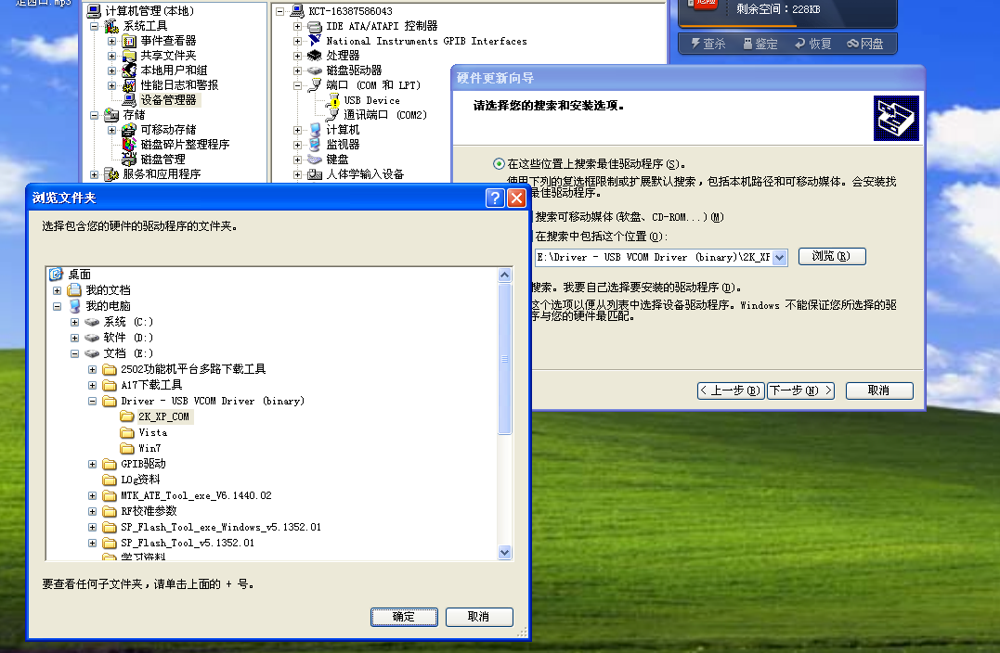 走西口.mp3
计算机管理(本地)
系统工具
事件查看器
共享文件夹
本地用户和组
性能日志和警报
设备管理器
存储
可移动存储
磁盘碎片整理程序
磁盘管理
服务和应用程序
KCT-16387586043
IDE ATA/ATAPI 控制器
National Instruments GPIB Interfaces
处理器
磁盘驱动器
端口 (COM 和 LPT)
USB Device
通讯端口 (COM2)
计算机
监视器
键盘
人体学输入设备
危险
剩余空间：228KB
查杀
鉴定
恢复
网盘
硬件更新向导
请选择您的搜索和安装选项。
在这些位置上搜索最佳驱动程序(S)。
使用下列的复选框限制或扩展默认搜索，包括本机路径和可移动媒体。会安装找
最佳驱动程序。
搜索可移动媒体(软盘、CD-ROM...)(M)
在搜索中包括这个位置(O):
E:\Driver - USB VCOM Driver (binary)\2K_XF
浏览(R)
搜索。我要自己选择要安装的驱动程序(D)。
这个选项以便从列表中选择设备驱动程序。Windows 不能保证您所选择的驱
序与您的硬件最匹配。
< 上一步(B)
下一步(N) >
取消
浏览文件夹
选择包含您的硬件的驱动程序的文件夹。
桌面
我的文档
我的电脑
系统 (C:)
软件 (D:)
文档 (E:)
2502功能机平台多路下载工具
A17下载工具
Driver - USB VCOM Driver (binary)
2K_XP_COM
Vista
Win7
GPIB驱动
LOg资料
MTK_ATE_Tool_exe_V6.1440.02
RF校准参数
SP_Flash_Tool_exe_Windows_v5.1352.01
SP_Flash_Tool_v5.1352.01
学习资料
要查看任何子文件夹，请单击上面的 + 号。
确定
取消